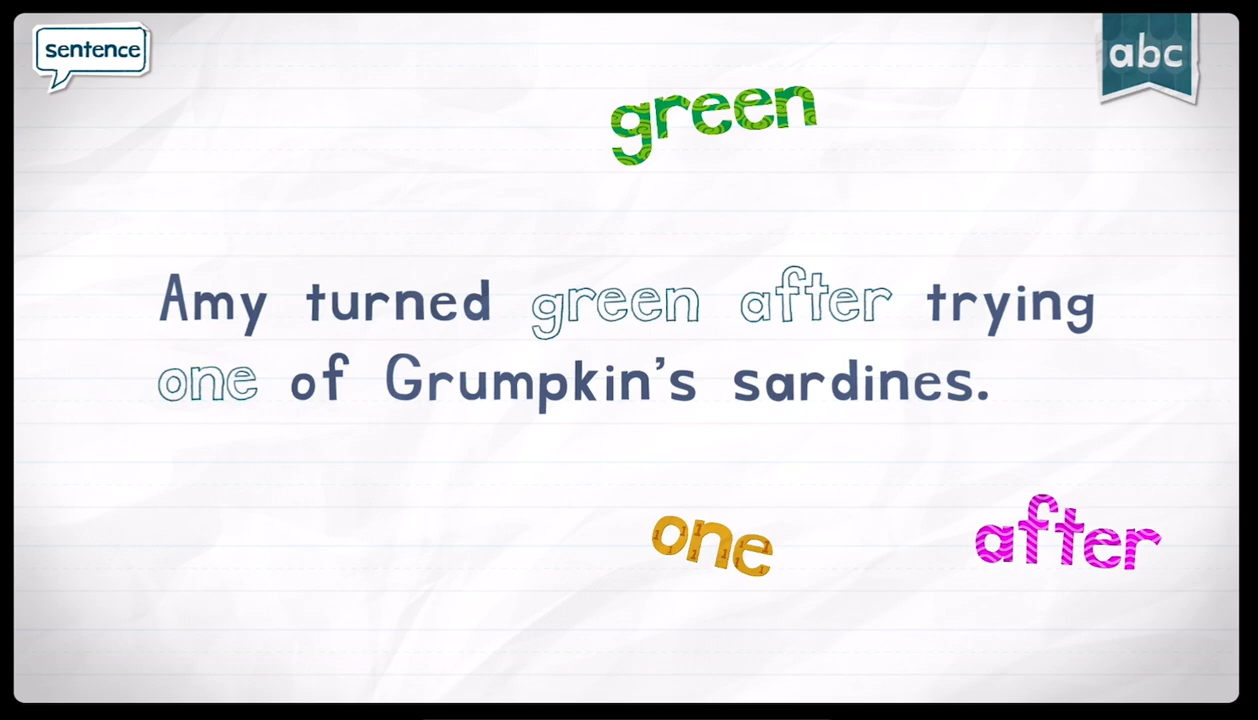 sentence
abc
green
Amy turned green after trying
one of Grumpkin's sardines.
one
after